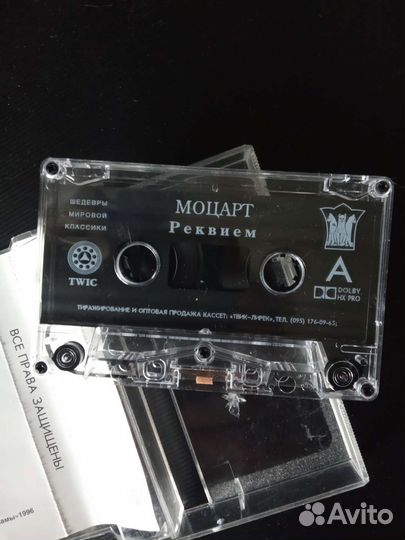 ШЕДЕВРЫ
МИРОВОЙ
КЛАССИКИ
МОЦАРТ
Реквием
TWIC
A
DOLBY
HX PRO
ТИРАЖИРОВАНИЕ И ОПТОВАЯ ПРОДАЖА КАССЕТ: «ТВИК-ЛИРЕК», ТЕЛ. (095) 176-09-65;
ВСЕ ПРАВА ЗАЩИЩЕНЫ
Avito